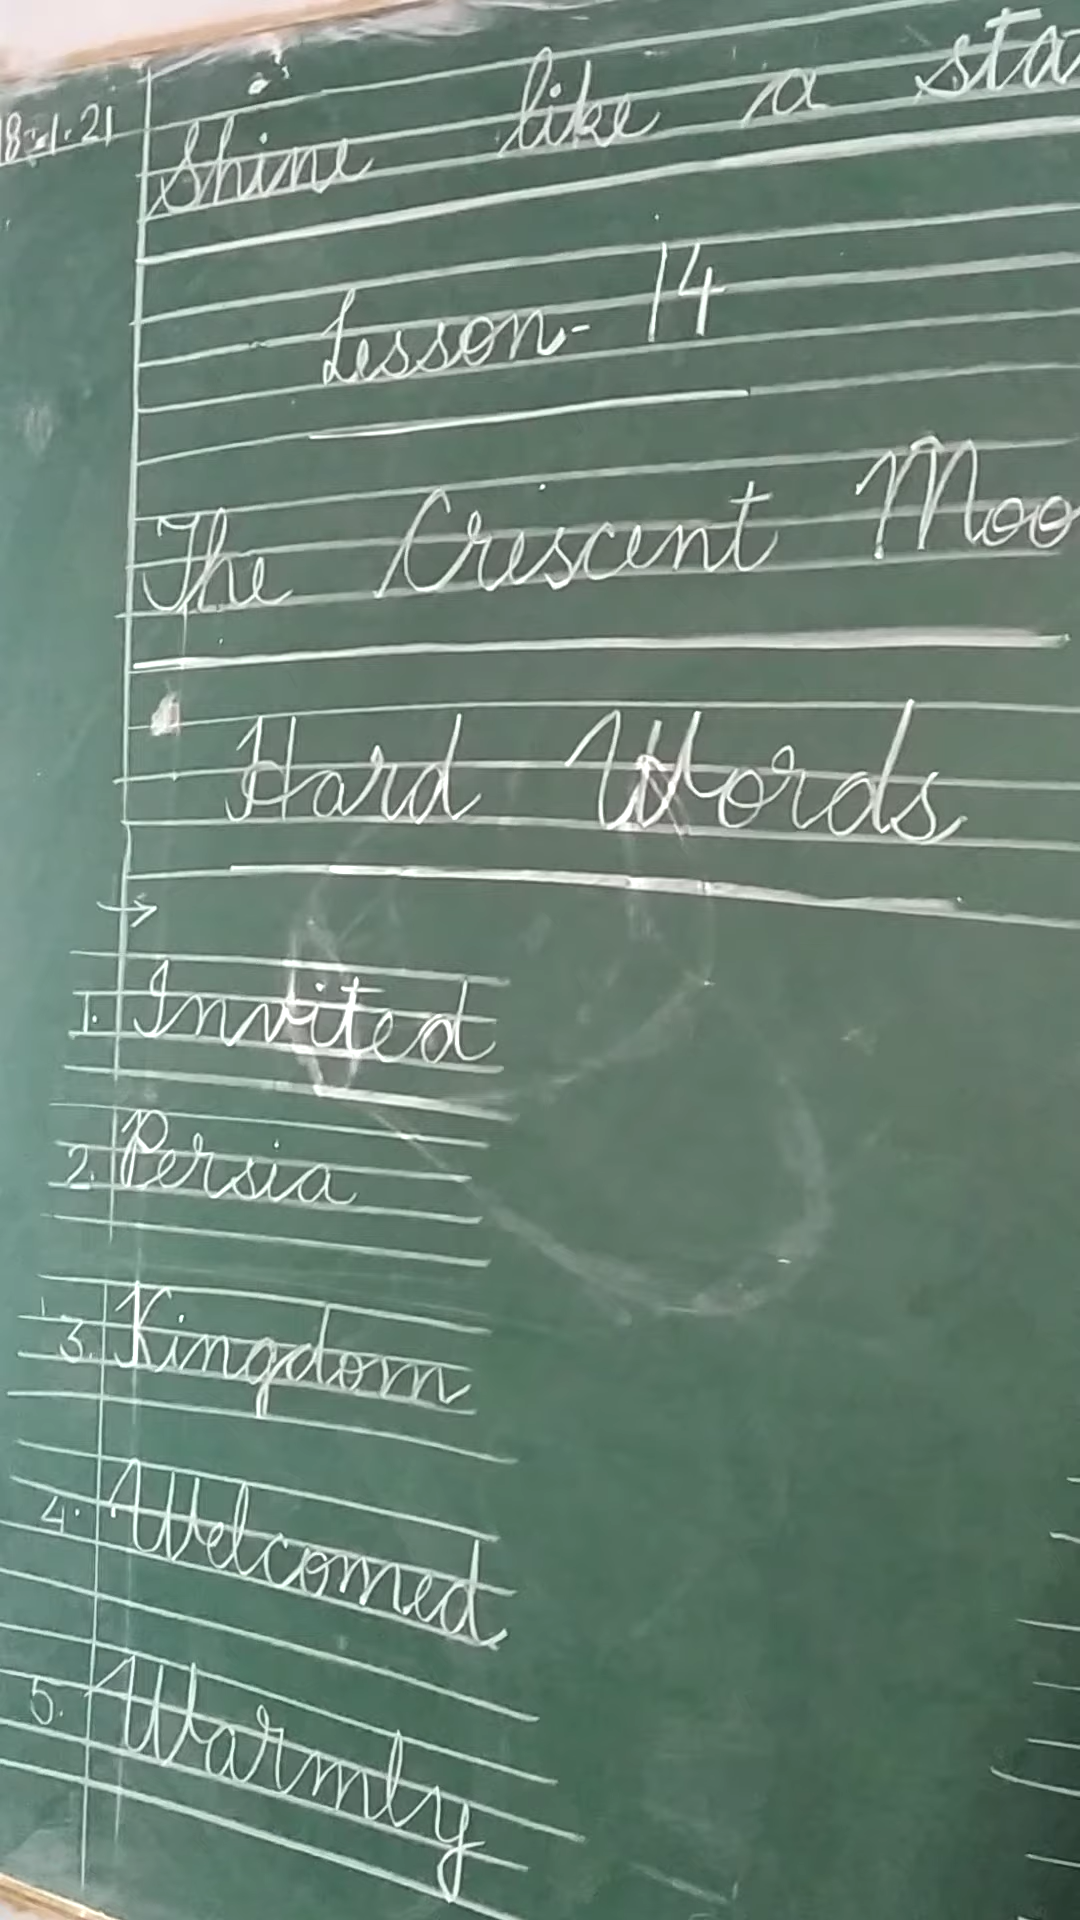 18-1-21
Shine like a sta
Lesson- 14
The Crescent Moo
Hard Words
→
1. Invited
2. Persia
3. Kingdom
4. Welcomed
5. Warmly